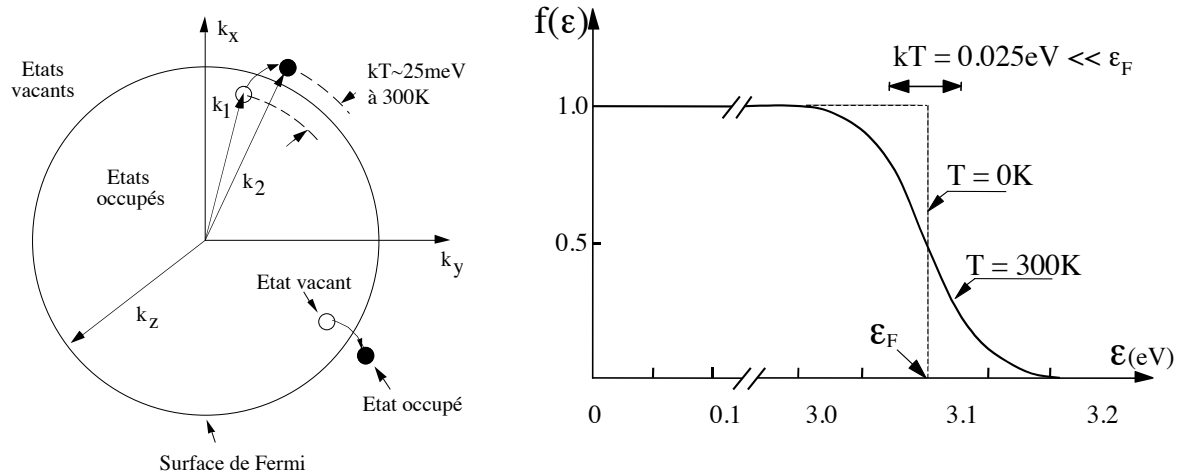 k_x
Etats
vacants
kT~25meV
à 300K
k_1
Etats
occupés
k_2
k_y
Etat vacant
k_z
Etat occupé
Surface de Fermi
f(ε)
kT = 0.025eV << ε_F
1.0
T = 0K
0.5
T = 300K
ε_F
ε(eV)
0
0.1
3.0
3.1
3.2